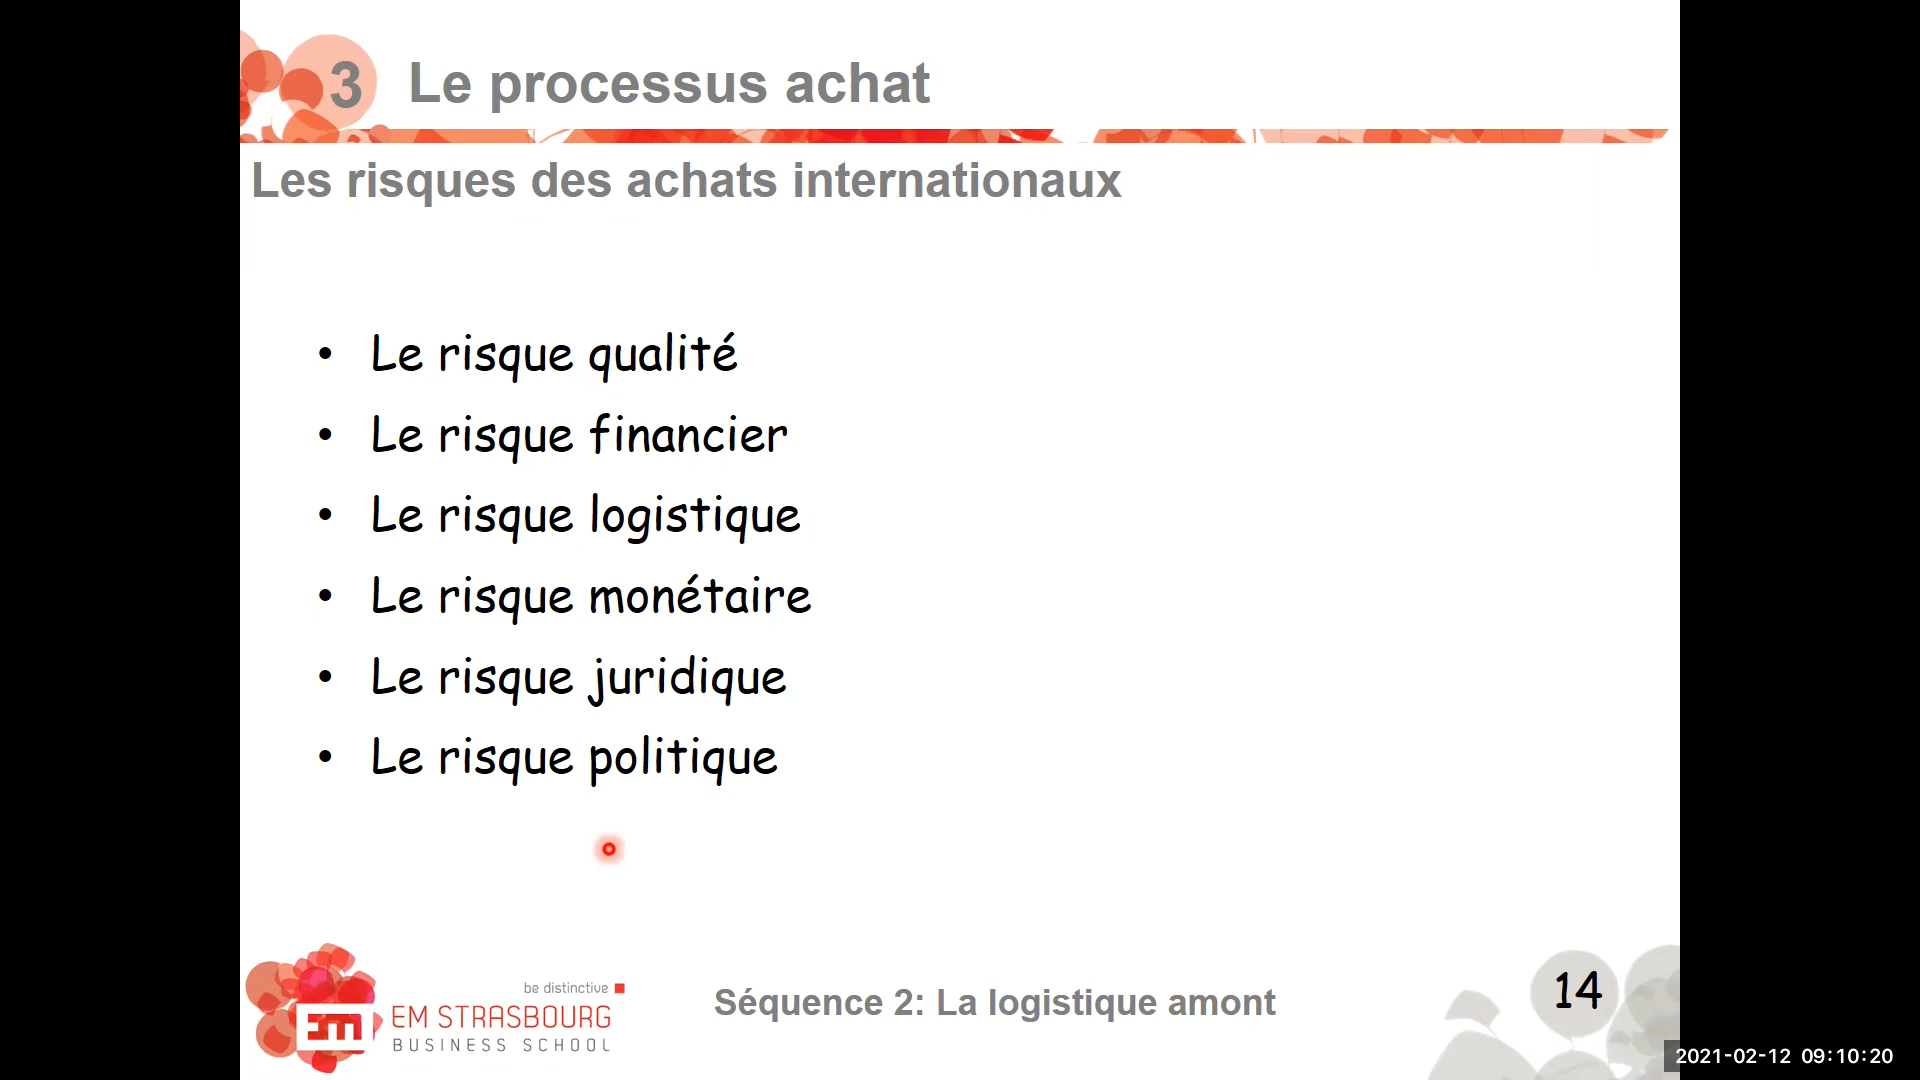 3 Le processus achat
Les risques des achats internationaux
• Le risque qualité
• Le risque financier
• Le risque logistique
• Le risque monétaire
• Le risque juridique
• Le risque politique
be distinctive
EM STRASBOURG
BUSINESS SCHOOL
em
Séquence 2: La logistique amont
14
2021-02-12 09:10:20